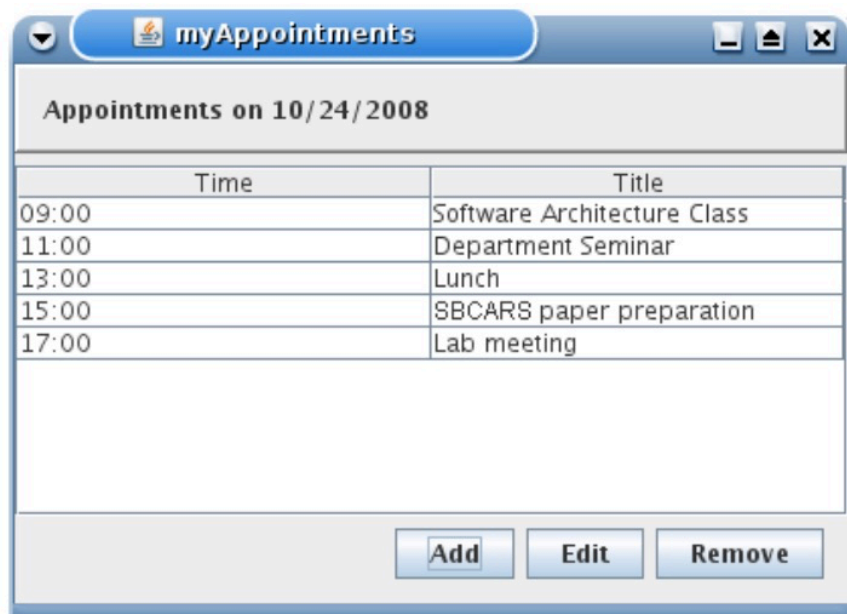 myAppointments
Appointments on 10/24/2008
Time Title
09:00 Software Architecture Class
11:00 Department Seminar
13:00 Lunch
15:00 SBCARS paper preparation
17:00 Lab meeting
Add Edit Remove